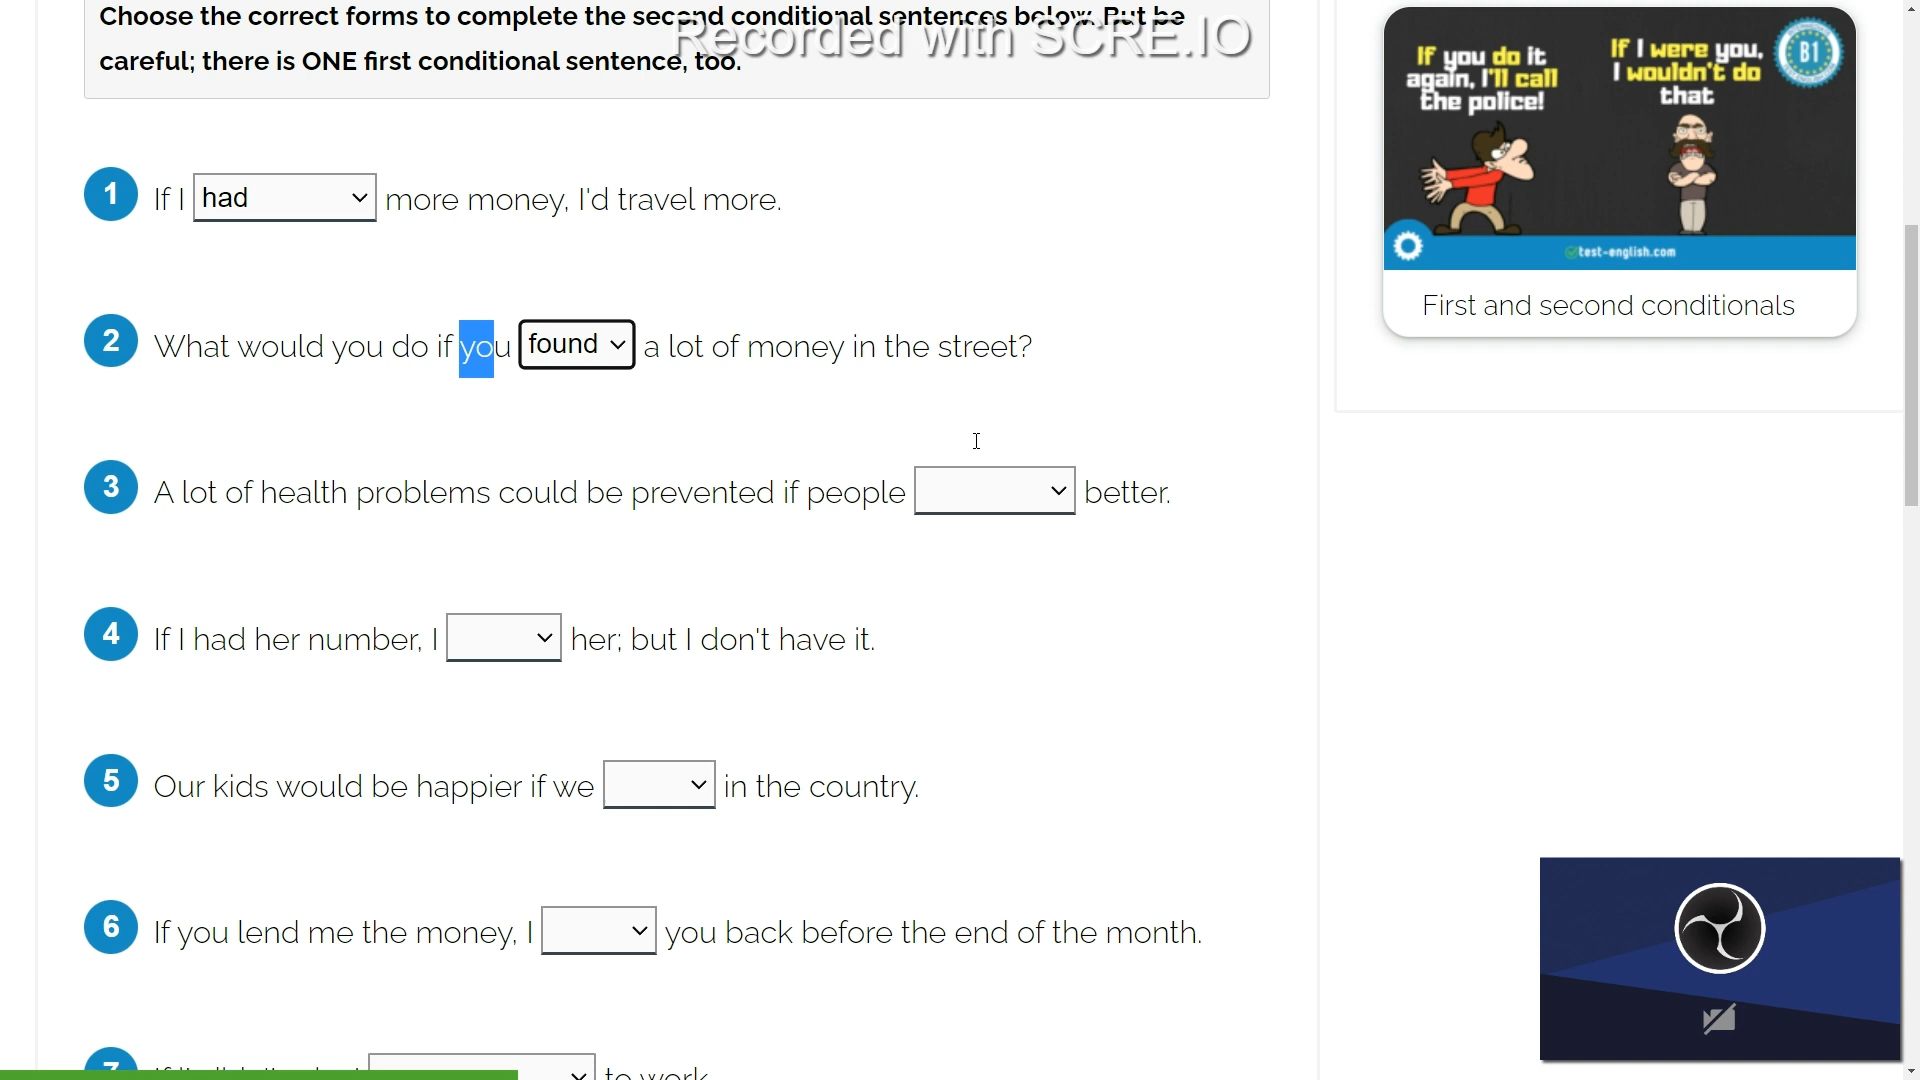 Choose the correct forms to complete the second conditional sentences below. But be
careful; there is ONE first conditional sentence, too.
Recorded with SCRE.IO
1 If I had more money, I'd travel more.
2 What would you do if you found a lot of money in the street?
3 A lot of health problems could be prevented if people better.
4 If I had her number, I her; but I don't have it.
5 Our kids would be happier if we in the country.
6 If you lend me the money, I you back before the end of the month.
7 to work
If you do it
again, I'll call
the police!
If I were you,
I wouldn't do
that
B1
test-english.com
First and second conditionals